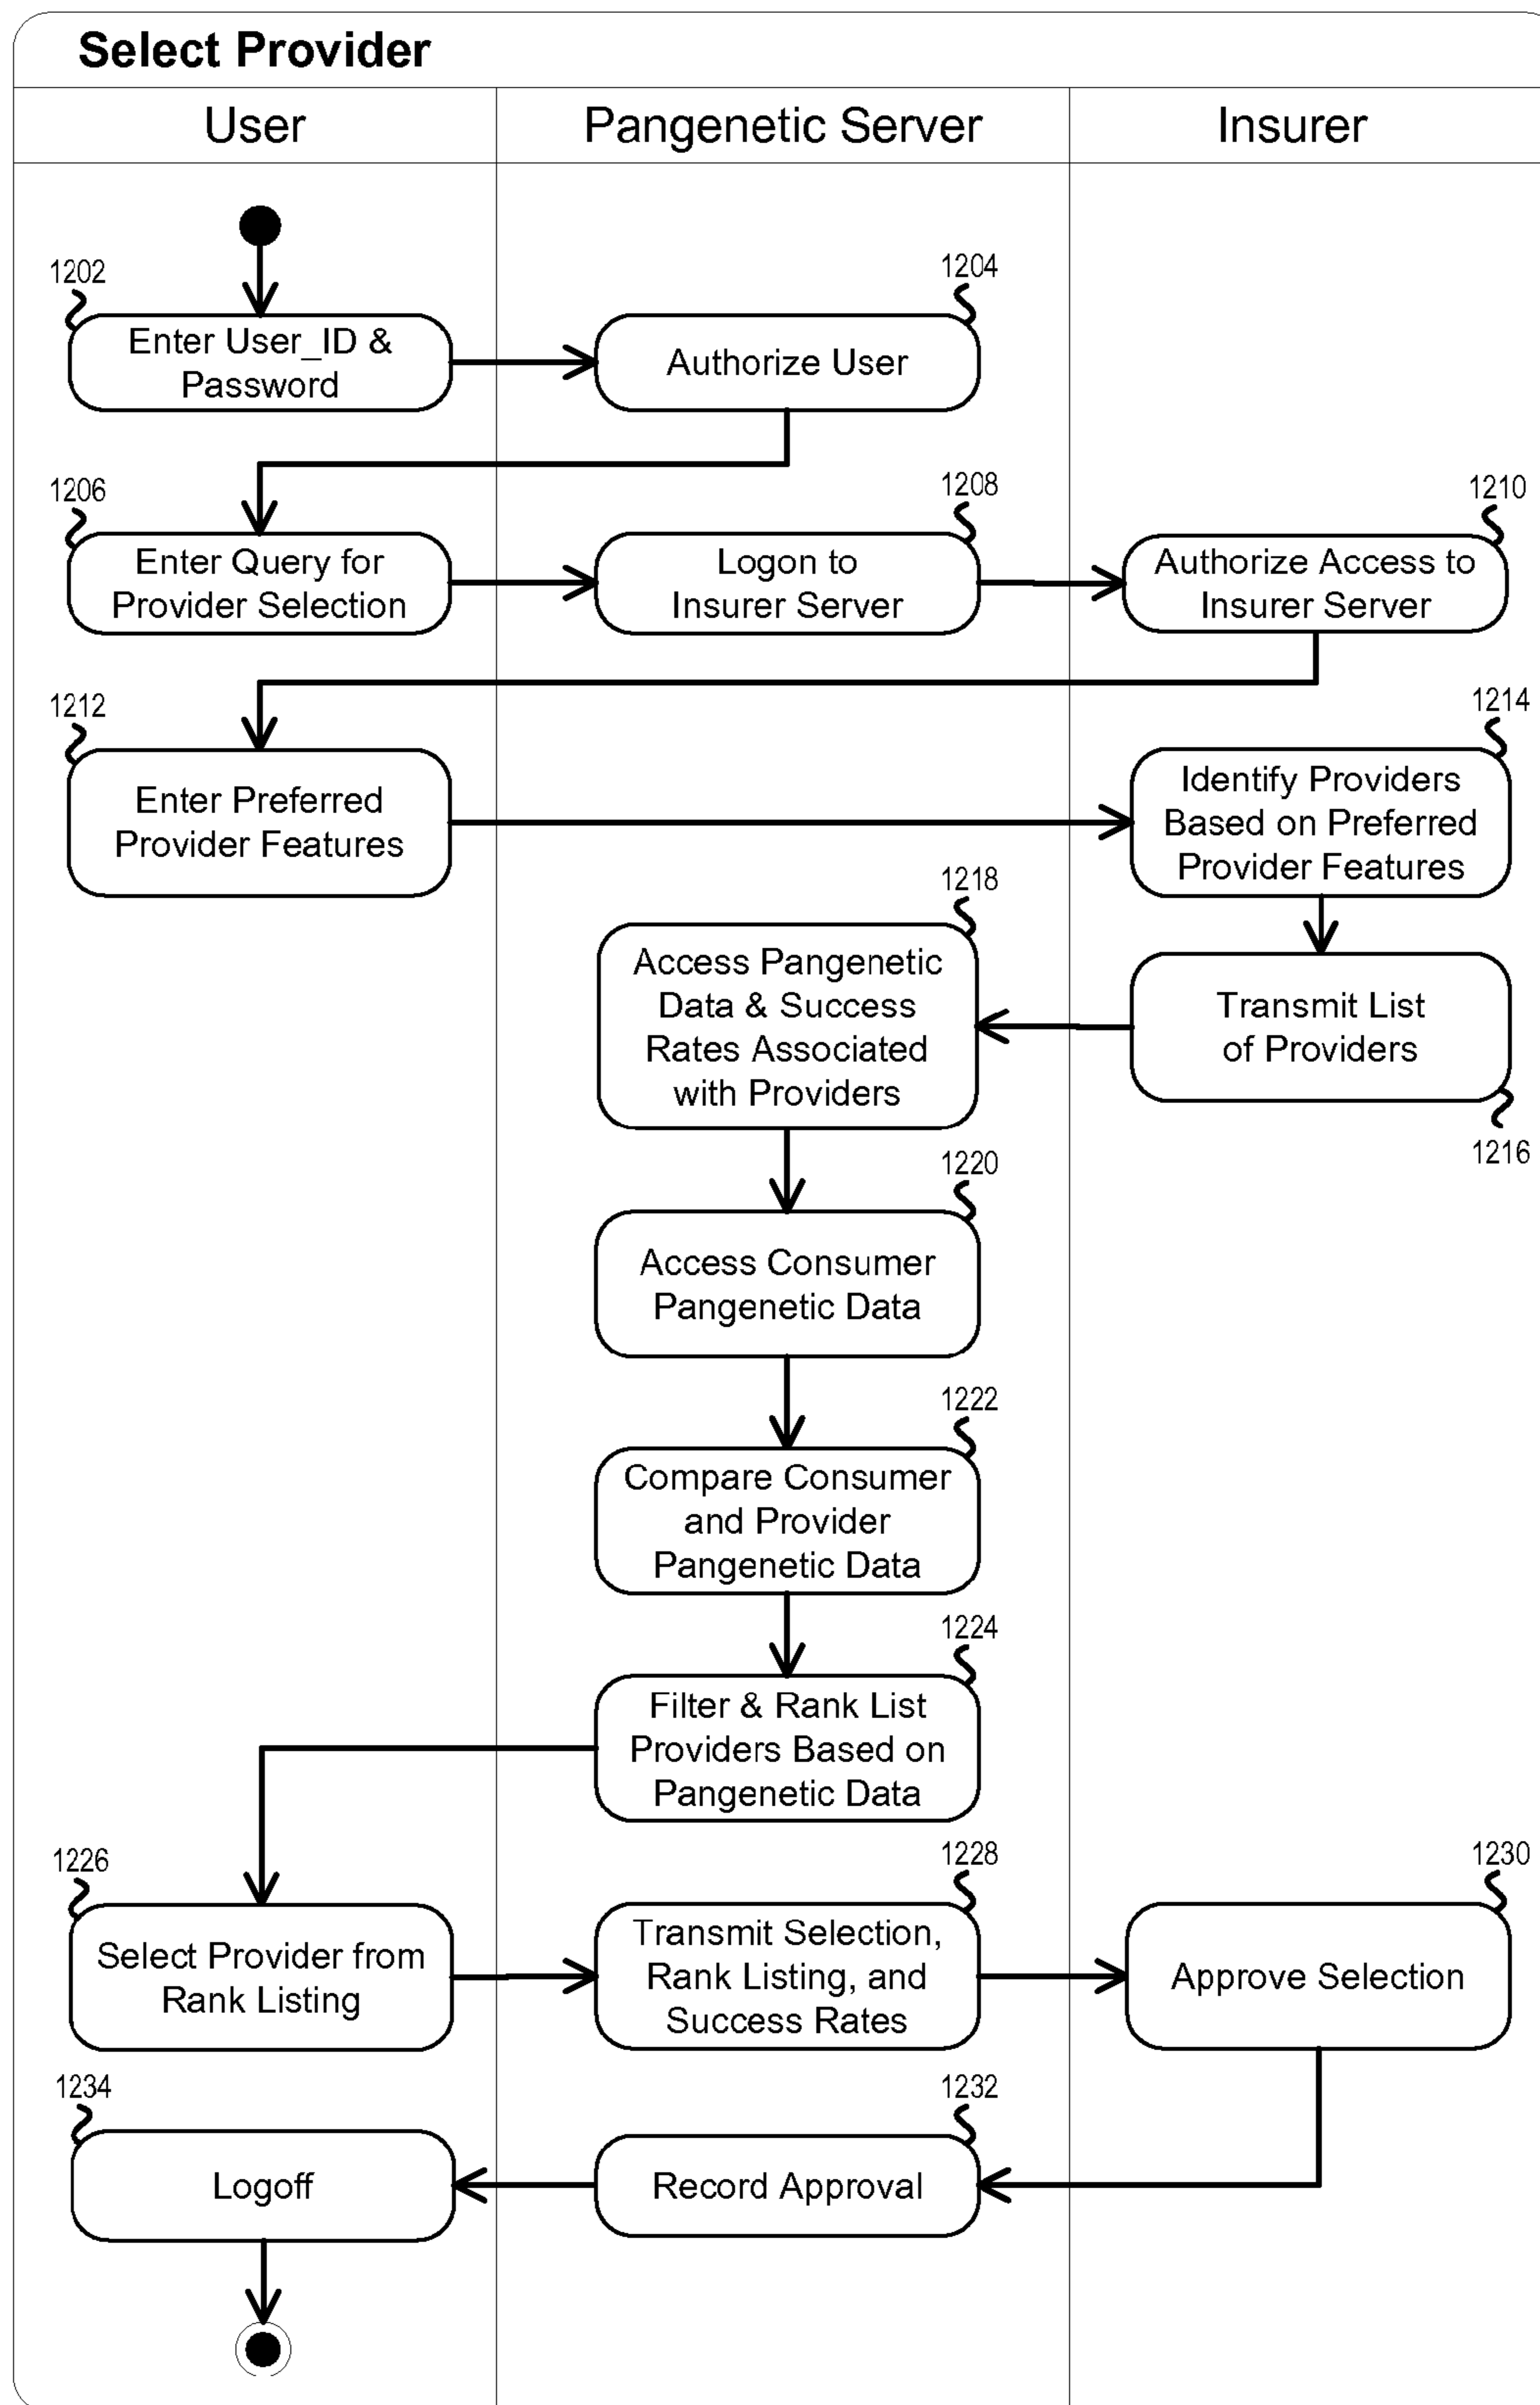 Select Provider
User
Pangenetic Server
Insurer
1202
Enter User_ID &
Password
1204
Authorize User
1206
Enter Query for
Provider Selection
1208
Logon to
Insurer Server
1210
Authorize Access to
Insurer Server
1212
Enter Preferred
Provider Features
1214
Identify Providers
Based on Preferred
Provider Features
1216
Transmit List
of Providers
1218
Access Pangenetic
Data & Success
Rates Associated
with Providers
1220
Access Consumer
Pangenetic Data
1222
Compare Consumer
and Provider
Pangenetic Data
1224
Filter & Rank List
Providers Based on
Pangenetic Data
1226
Select Provider from
Rank Listing
1228
Transmit Selection,
Rank Listing, and
Success Rates
1230
Approve Selection
1232
Record Approval
1234
Logoff